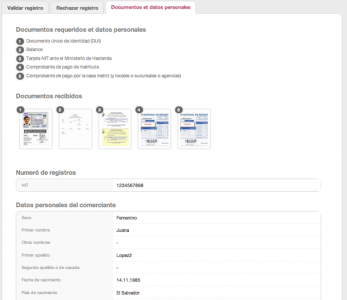 Validar registro Rechazar registro Documentos et datos personales
Documentos requeridos et datos personales
1 Documento único de identidad (DUI)
2 Balance
3 Tarjeta NIT ante el Ministerio de Hacienda
4 Comprobante de pago de matrícula
5 Comprobante de pago por la casa matriz (y locales o sucursales o agencias)
Documentos recibidos
1 2 3 4 5
Numeró de registros
NIT 1234567898
Datos personales del comerciante
Sexo Femenino
Primer nombre Juana
Otros nombres -
Primer apellido Lopez2
Segundo apellido o de casada -
Fecha de nacimiento 14.11.1985
País de nacimiento El Salvador